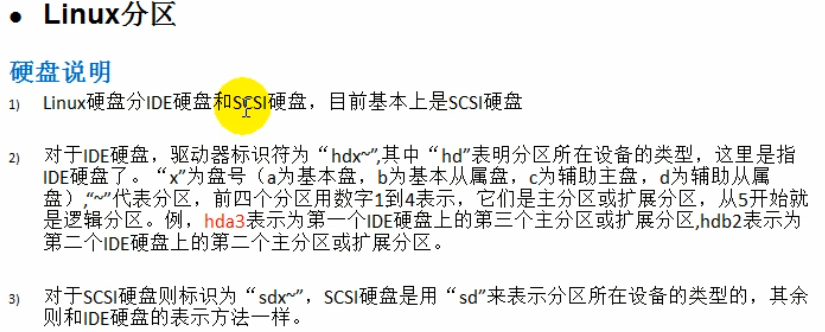 • Linux分区
硬盘说明
1) Linux硬盘分IDE硬盘和SCSI硬盘，目前基本上是SCSI硬盘
2) 对于IDE硬盘，驱动器标识符为“hdx~”,其中“hd”表明分区所在设备的类型，这里是指
IDE硬盘了。“x”为盘号（a为基本盘，b为基本从属盘，c为辅助主盘，d为辅助从属
盘）,“~”代表分区，前四个分区用数字1到4表示，它们是主分区或扩展分区，从5开始就
是逻辑分区。例，hda3表示为第一个IDE硬盘上的第三个主分区或扩展分区,hdb2表示为
第二个IDE硬盘上的第二个主分区或扩展分区。
3) 对于SCSI硬盘则标识为“sdx~”，SCSI硬盘是用“sd”来表示分区所在设备的类型的，其余
则和IDE硬盘的表示方法一样。